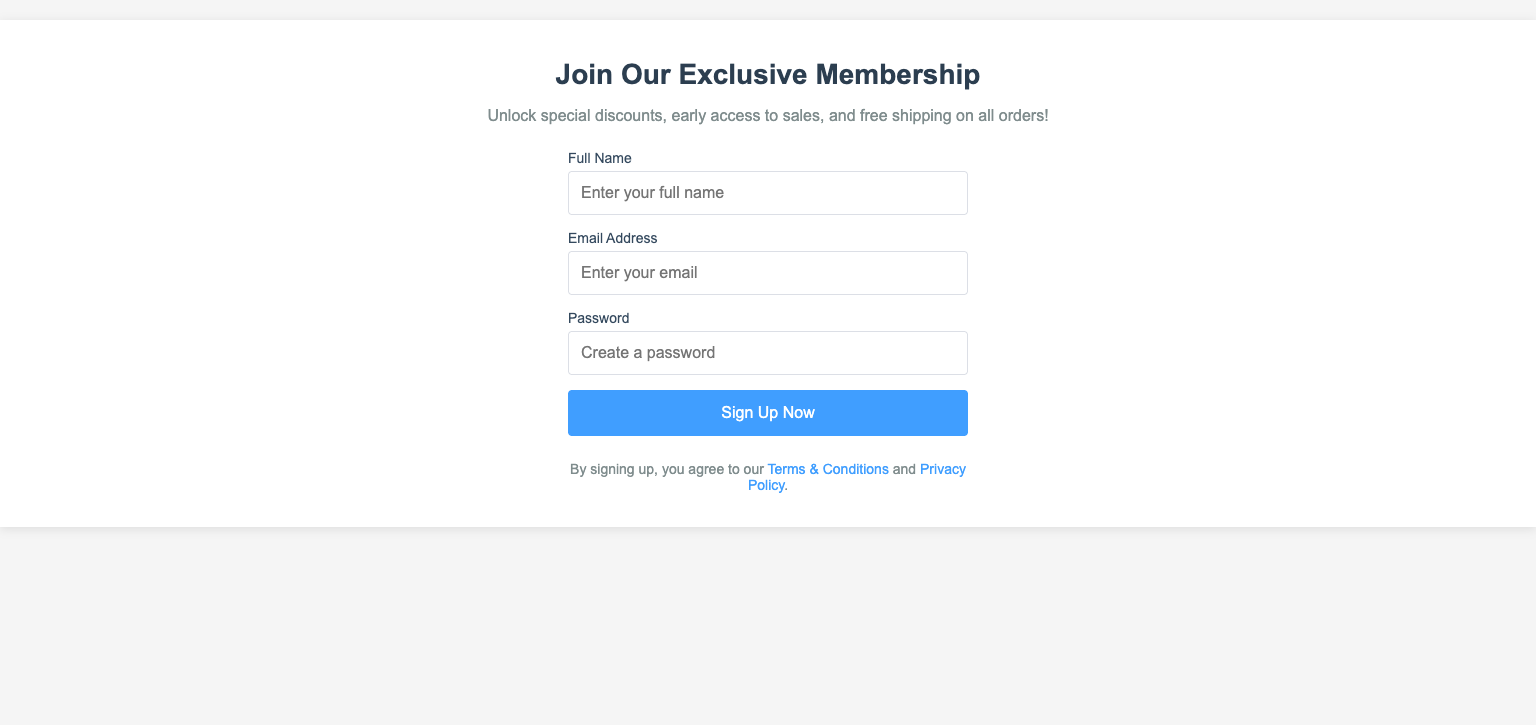 Join Our Exclusive Membership
Unlock special discounts, early access to sales, and free shipping on all orders!
Full Name
Enter your full name
Email Address
Enter your email
Password
Create a password
Sign Up Now
By signing up, you agree to our Terms & Conditions and Privacy
Policy.